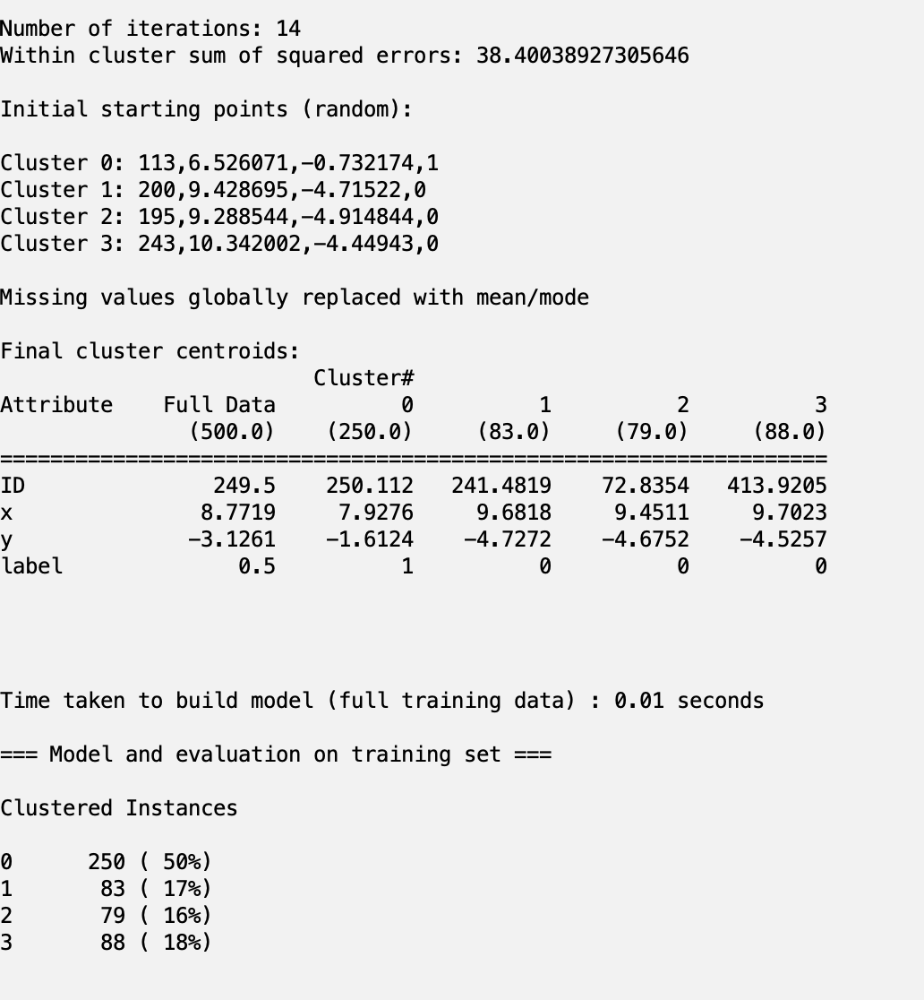 Number of iterations: 14
Within cluster sum of squared errors: 38.40038927305646
Initial starting points (random):
Cluster 0: 113,6.526071,−0.732174,1
Cluster 1: 200,9.428695,−4.71522,0
Cluster 2: 195,9.288544,−4.914844,0
Cluster 3: 243,10.342002,−4.44943,0
Missing values globally replaced with mean/mode
Final cluster centroids:
                         Cluster#
Attribute    Full Data          0          1          2          3
               (500.0)    (250.0)     (83.0)     (79.0)     (88.0)
==================================================================
ID               249.5    250.112   241.4819    72.8354   413.9205
x               8.7719     7.9276     9.6818     9.4511     9.7023
y              −3.1261    −1.6124    −4.7272    −4.6752    −4.5257
label              0.5          1          0          0          0
Time taken to build model (full training data) : 0.01 seconds
=== Model and evaluation on training set ===
Clustered Instances
0      250 ( 50%)
1       83 ( 17%)
2       79 ( 16%)
3       88 ( 18%)